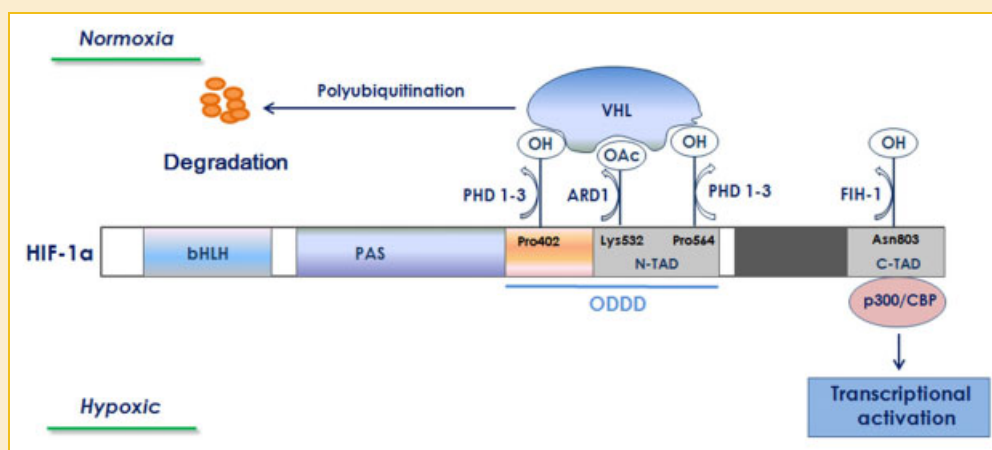 Normoxia
Polyubiquitination
VHL
Degradation
OH
OAc
OH
OH
PHD 1-3
ARD1
PHD 1-3
FIH-1
HIF-1a
bHLH
PAS
Pro402
Lys532
Pro564
N-TAD
Asn803
C-TAD
ODDD
p300/CBP
Transcriptional
activation
Hypoxic